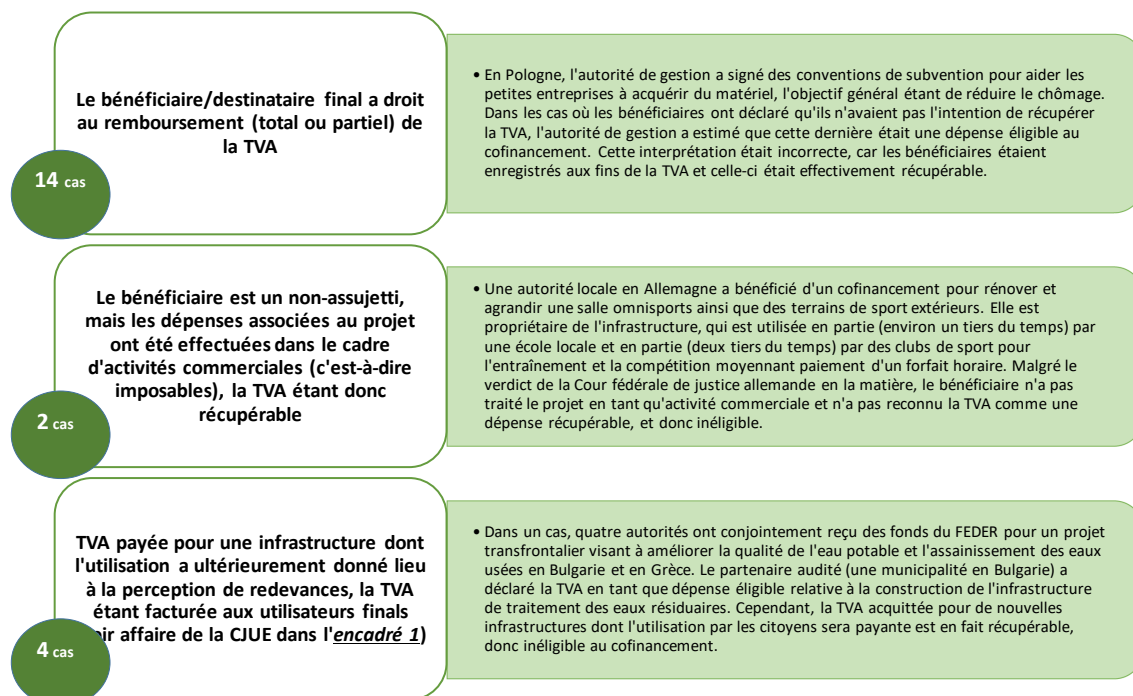 Le bénéficiaire/destinataire final a droit
au remboursement (total ou partiel) de
la TVA
14 cas
• En Pologne, l'autorité de gestion a signé des conventions de subvention pour aider les
petites entreprises à acquérir du matériel, l'objectif général étant de réduire le chômage.
Dans les cas où les bénéficiaires ont déclaré qu'ils n'avaient pas l'intention de récupérer
la TVA, l'autorité de gestion a estimé que cette dernière était une dépense éligible au
cofinancement. Cette interprétation était incorrecte, car les bénéficiaires étaient
enregistrés aux fins de la TVA et celle-ci était effectivement récupérable.
Le bénéficiaire est un non-assujetti,
mais les dépenses associées au projet
ont été effectuées dans le cadre
d'activités commerciales (c'est-à-dire
imposables), la TVA étant donc
récupérable
2 cas
• Une autorité locale en Allemagne a bénéficié d'un cofinancement pour rénover et
agrandir une salle omnisports ainsi que des terrains de sport extérieurs. Elle est
propriétaire de l'infrastructure, qui est utilisée en partie (environ un tiers du temps) par
une école locale et en partie (deux tiers du temps) par des clubs de sport pour
l'entraînement et la compétition moyennant paiement d'un forfait horaire. Malgré le
verdict de la Cour fédérale de justice allemande en la matière, le bénéficiaire n'a pas
traité le projet en tant qu'activité commerciale et n'a pas reconnu la TVA comme une
dépense récupérable, et donc inéligible.
TVA payée pour une infrastructure dont
l'utilisation a ultérieurement donné lieu
à la perception de redevances, la TVA
étant facturée aux utilisateurs finals
affaire de la CJUE dans l'encadré 1)
4 cas
• Dans un cas, quatre autorités ont conjointement reçu des fonds du FEDER pour un projet
transfrontalier visant à améliorer la qualité de l'eau potable et l'assainissement des eaux
usées en Bulgarie et en Grèce. Le partenaire audité (une municipalité en Bulgarie) a
déclaré la TVA en tant que dépense éligible relative à la construction de l'infrastructure
de traitement des eaux résiduaires. Cependant, la TVA acquittée pour de nouvelles
infrastructures dont l'utilisation par les citoyens sera payante est en fait récupérable,
donc inéligible au cofinancement.